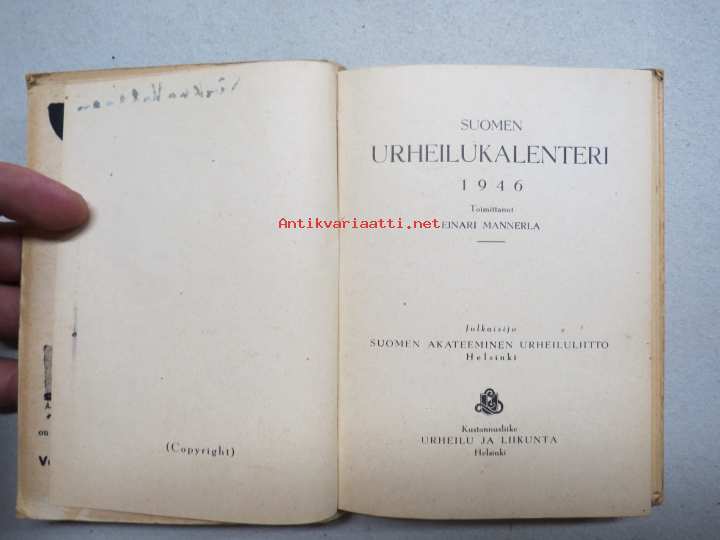 (Copyright)
SUOMEN
URHEILUKALENTERI
1946
Toimittanut
EINARI MANNERLA
Antikvariaatti.net
Julkaisija
SUOMEN AKATEEMINEN URHEILULIITTO
Helsinki
Kustannusliike
URHEILU JA LIIKUNTA
Helsinki